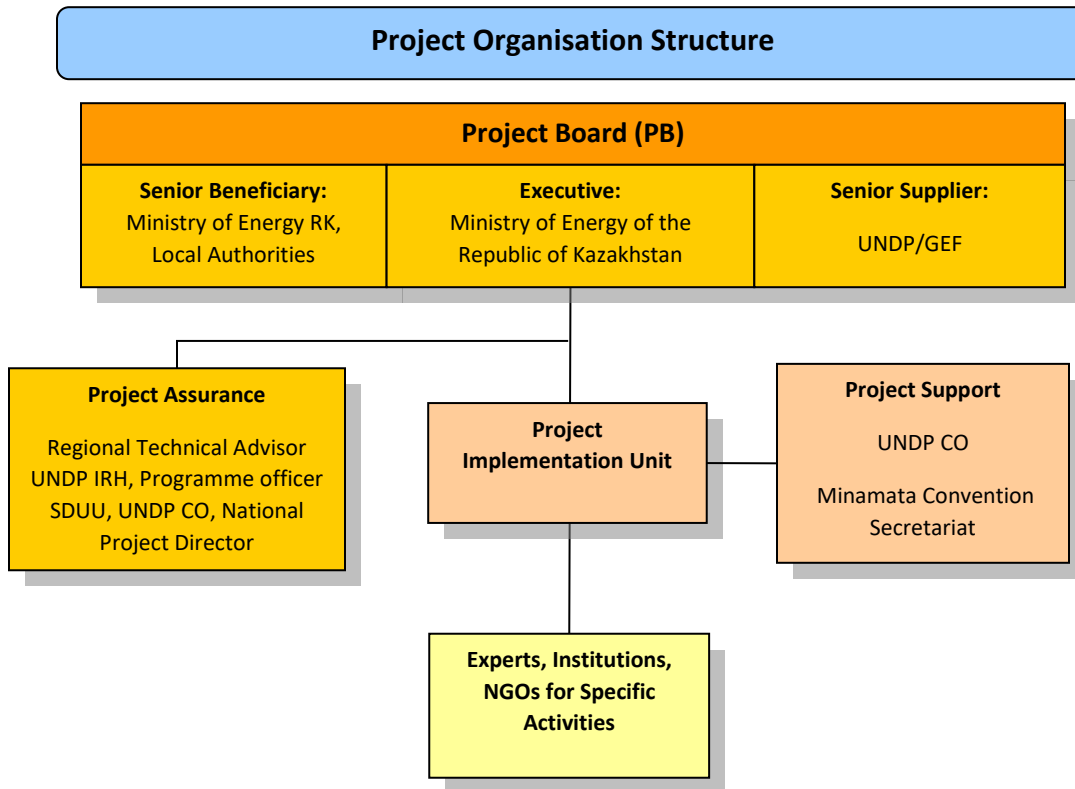 Project Organisation Structure
Project Board (PB)
Senior Beneficiary:
Ministry of Energy RK,
Local Authorities
Executive:
Ministry of Energy of the
Republic of Kazakhstan
Senior Supplier:
UNDP/GEF
Project Assurance
Regional Technical Advisor
UNDP IRH, Programme officer
SDUU, UNDP CO, National
Project Director
Project
Implementation Unit
Project Support
UNDP CO
Minamata Convention
Secretariat
Experts, Institutions,
NGOs for Specific
Activities